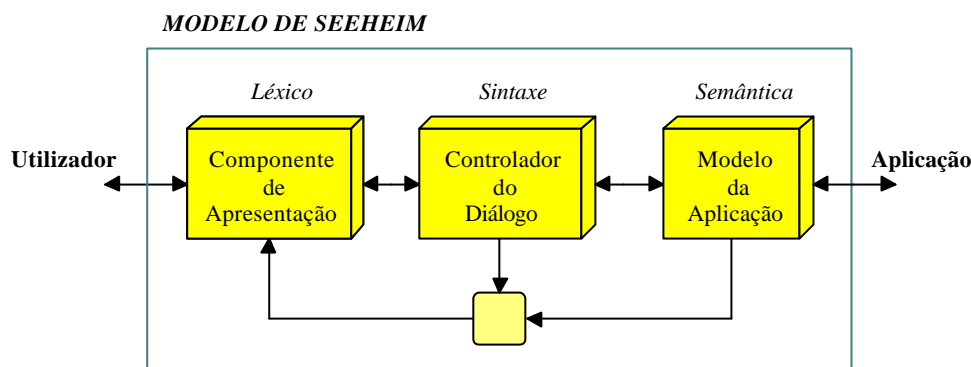 MODELO DE SEEHEIM
Léxico
Sintaxe
Semântica
Utilizador
Componente
de
Apresentação
Controlador
do
Diálogo
Modelo
da
Aplicação
Aplicação